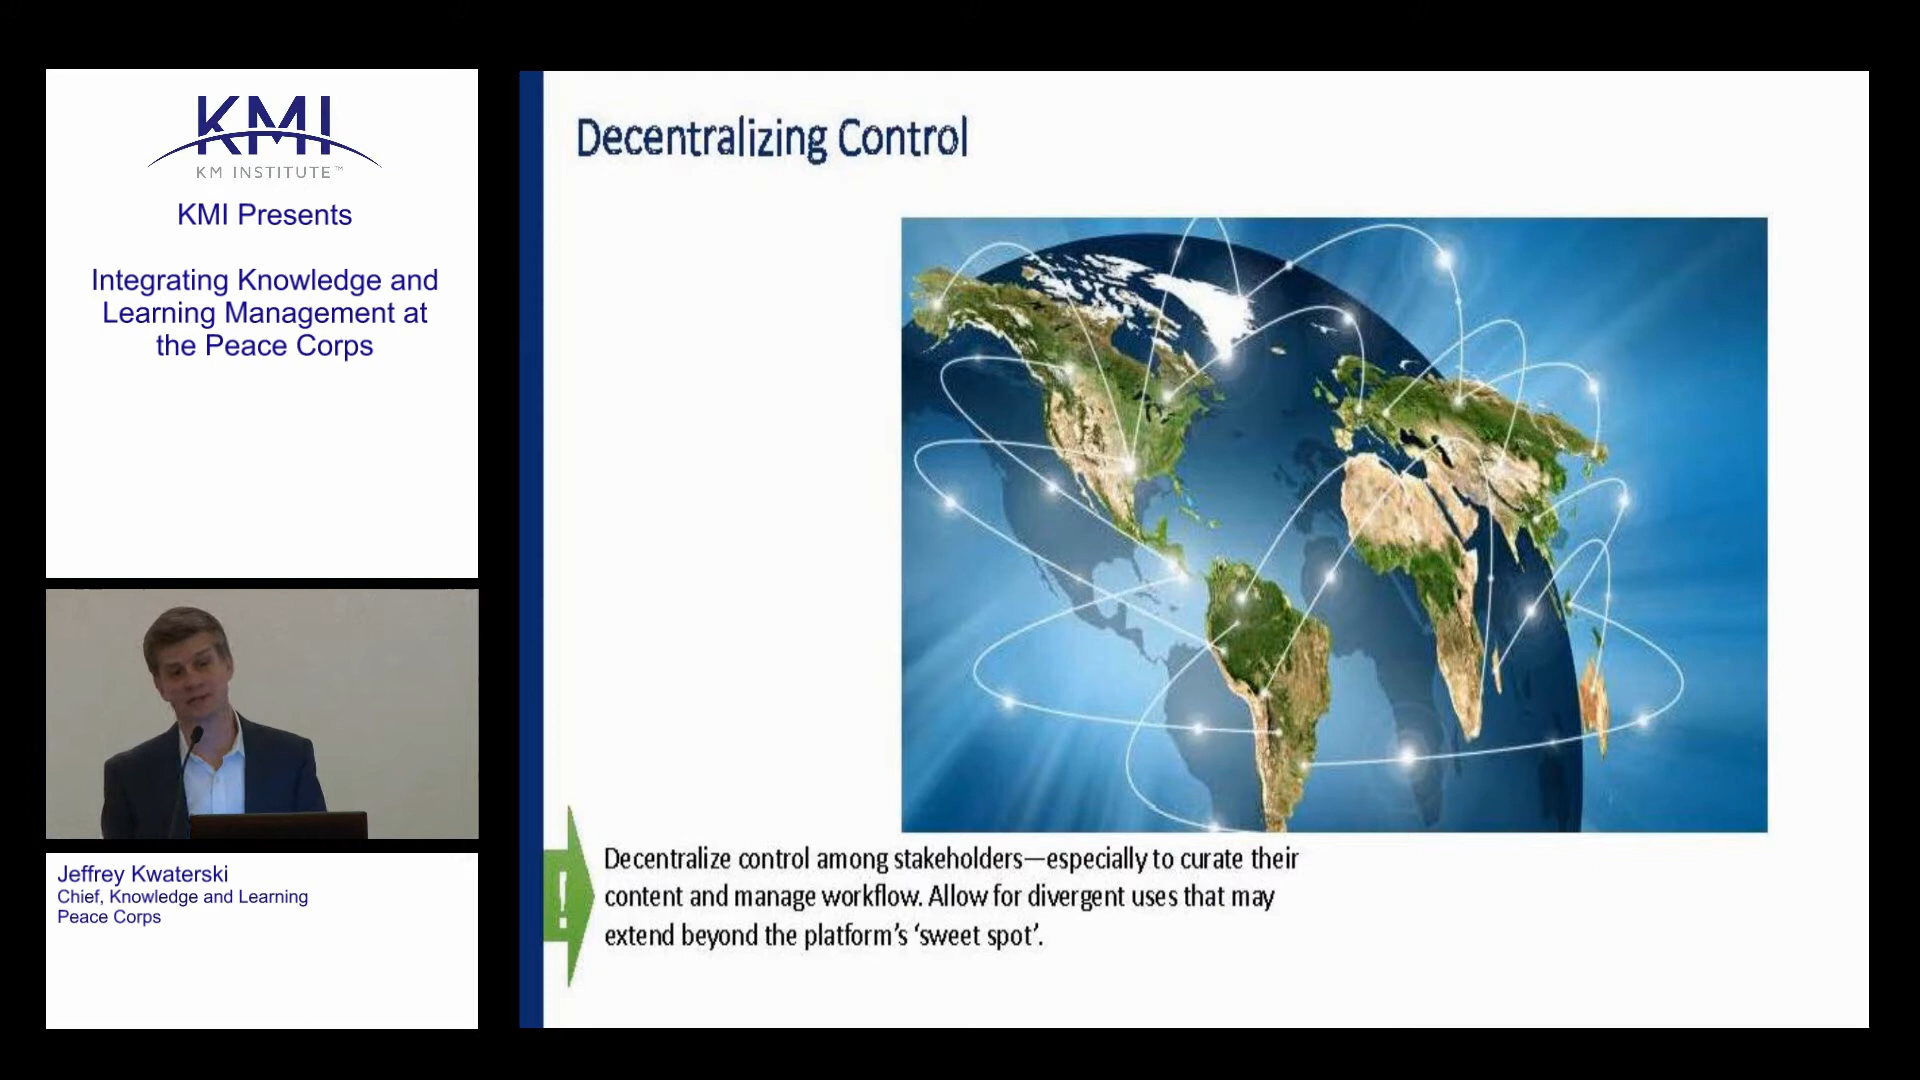 KMI
KM INSTITUTE™
KMI Presents
Integrating Knowledge and
Learning Management at
the Peace Corps
Jeffrey Kwaterski
Chief, Knowledge and Learning
Peace Corps
Decentralizing Control
!
Decentralize control among stakeholders—especially to curate their
content and manage workflow. Allow for divergent uses that may
extend beyond the platform’s ‘sweet spot’.